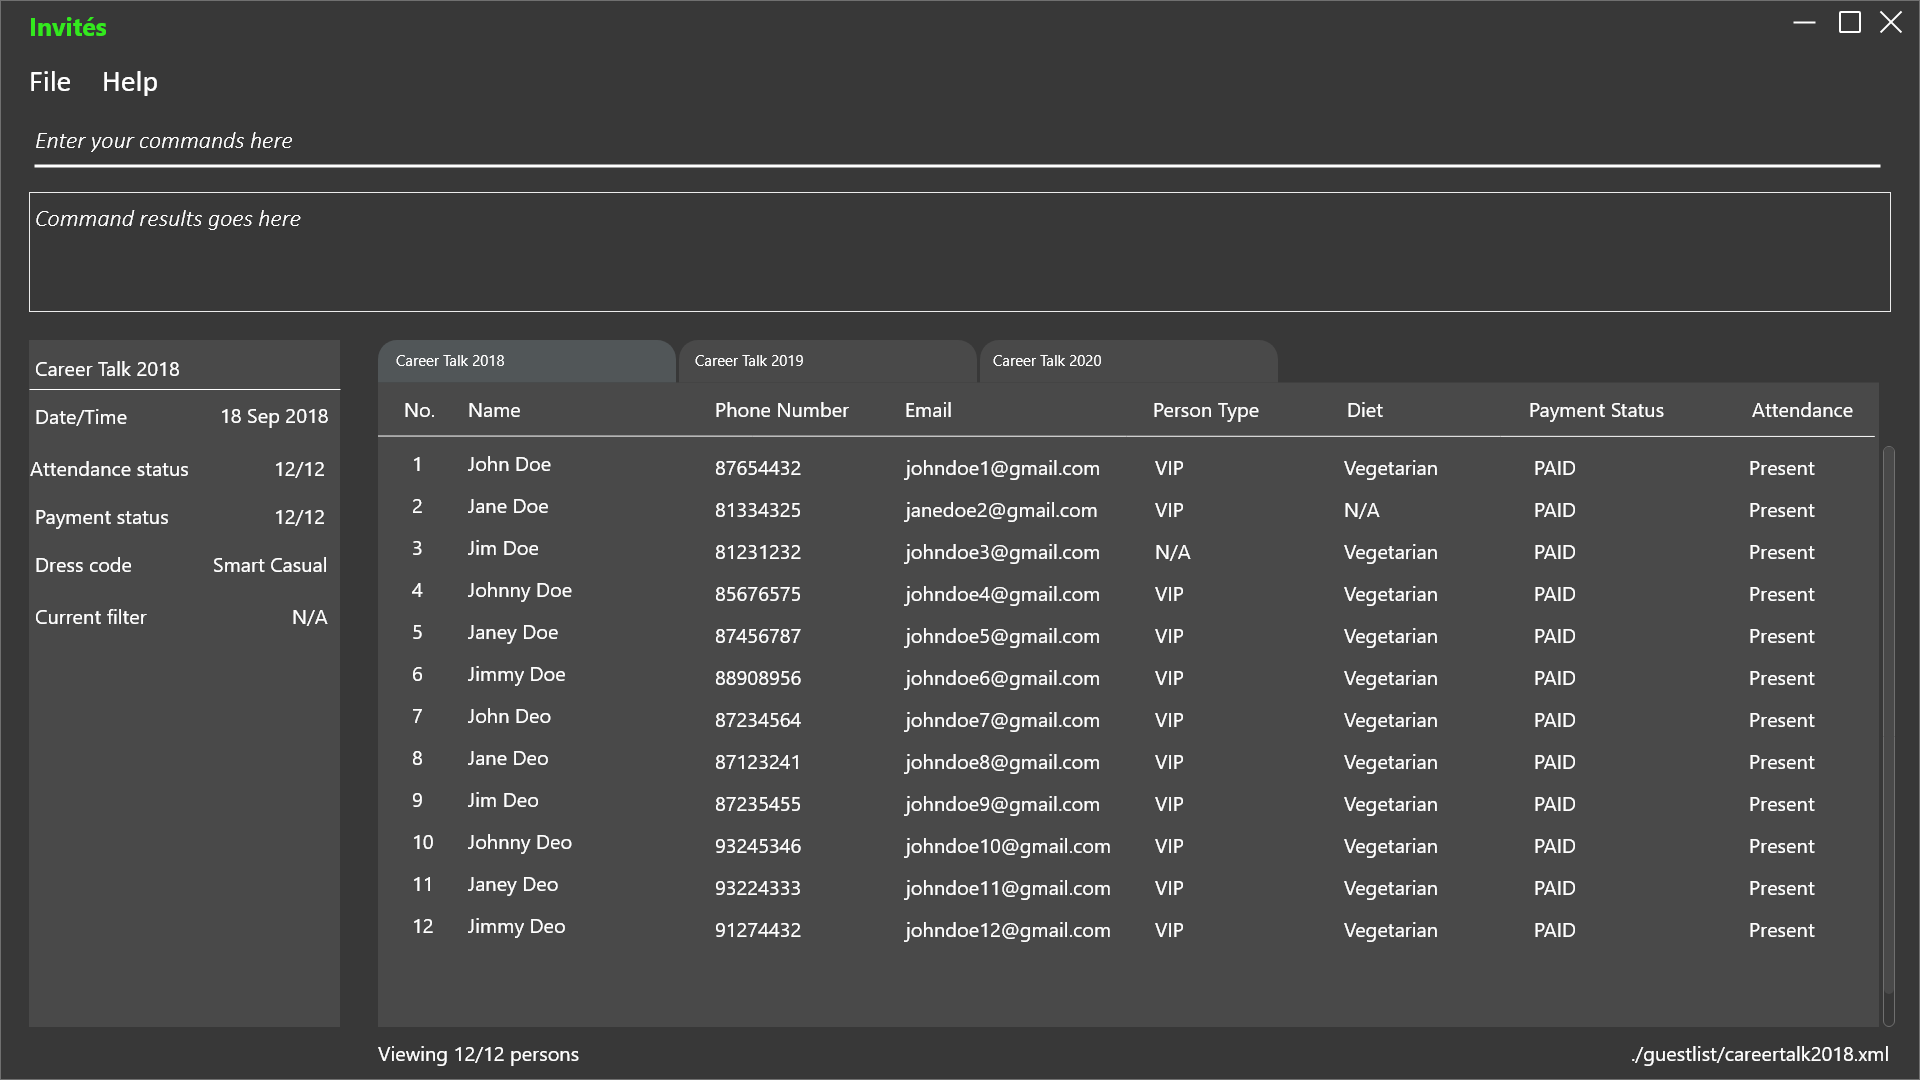 Invités
File Help
Enter your commands here
Command results goes here
Career Talk 2018
Date/Time 18 Sep 2018
Attendance status 12/12
Payment status 12/12
Dress code Smart Casual
Current filter N/A
Career Talk 2018 Career Talk 2019 Career Talk 2020
No. Name Phone Number Email Person Type Diet Payment Status Attendance
1 John Doe 87654432 johndoe1@gmail.com VIP Vegetarian PAID Present
2 Jane Doe 81334325 janedoe2@gmail.com VIP N/A PAID Present
3 Jim Doe 81231232 johndoe3@gmail.com N/A Vegetarian PAID Present
4 Johnny Doe 85676575 johndoe4@gmail.com VIP Vegetarian PAID Present
5 Janey Doe 87456787 johndoe5@gmail.com VIP Vegetarian PAID Present
6 Jimmy Doe 88908956 johndoe6@gmail.com VIP Vegetarian PAID Present
7 John Deo 87234564 johndoe7@gmail.com VIP Vegetarian PAID Present
8 Jane Deo 87123241 johndoe8@gmail.com VIP Vegetarian PAID Present
9 Jim Deo 87235455 johndoe9@gmail.com VIP Vegetarian PAID Present
10 Johnny Deo 93245346 johndoe10@gmail.com VIP Vegetarian PAID Present
11 Janey Deo 93224333 johndoe11@gmail.com VIP Vegetarian PAID Present
12 Jimmy Deo 91274432 johndoe12@gmail.com VIP Vegetarian PAID Present
Viewing 12/12 persons ./guestlist/careertalk2018.xml